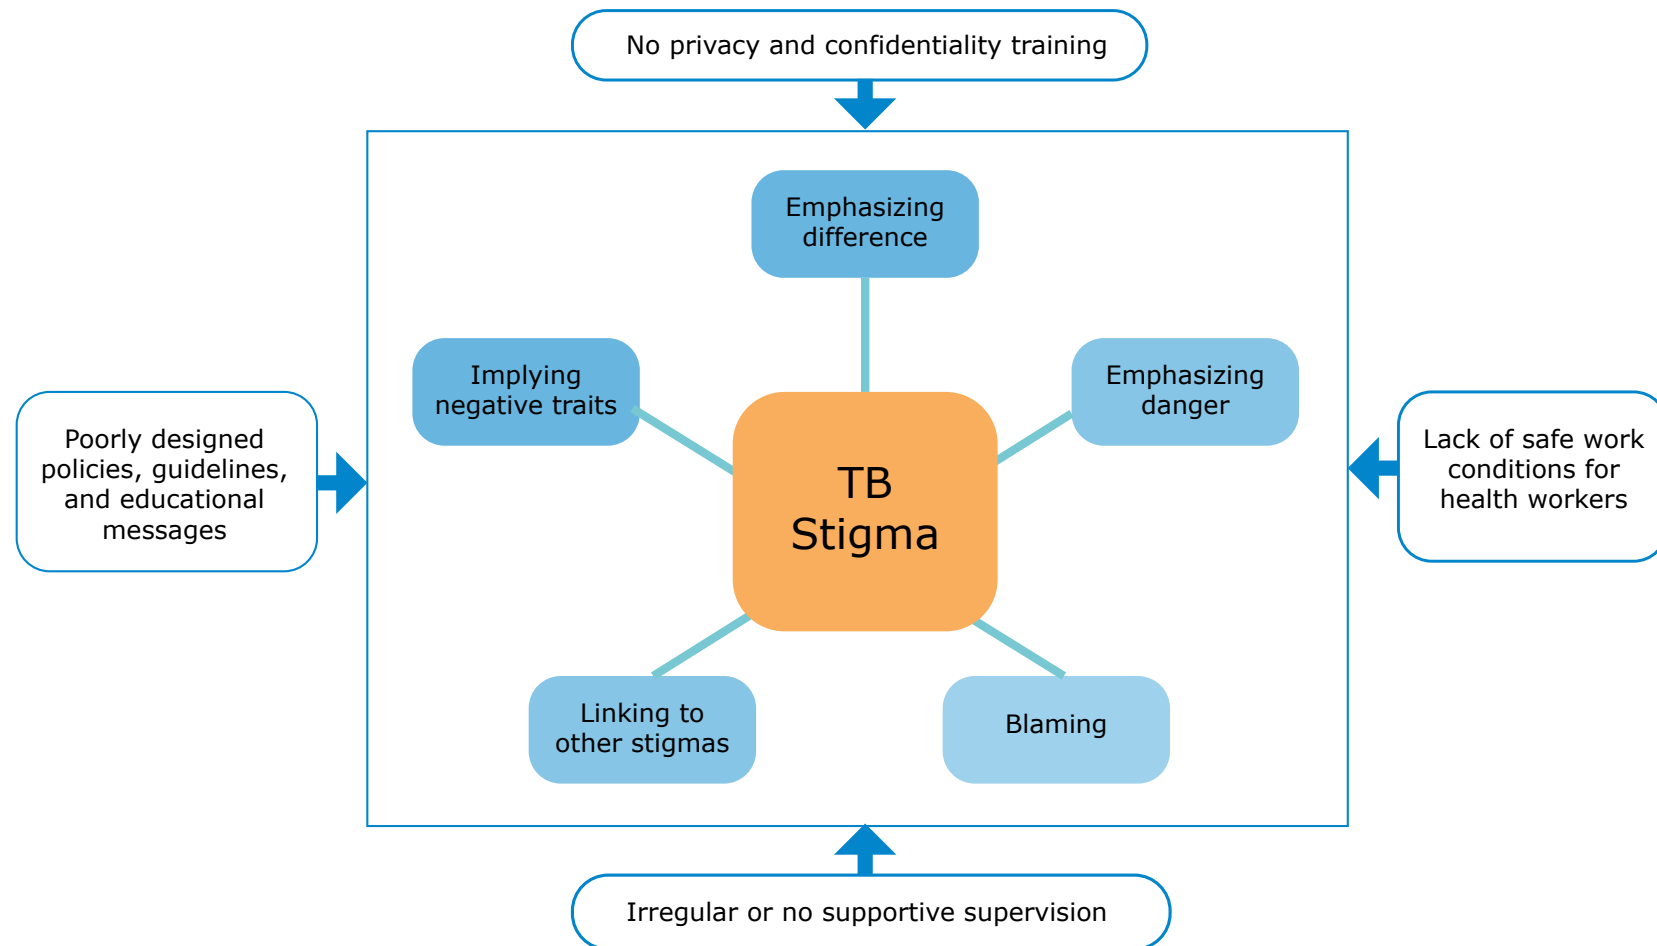 No privacy and confidentiality training
Emphasizing
difference
Implying
negative traits
Emphasizing
danger
Poorly designed
policies, guidelines,
and educational
messages
TB
Stigma
Lack of safe work
conditions for
health workers
Linking to
other stigmas
Blaming
Irregular or no supportive supervision